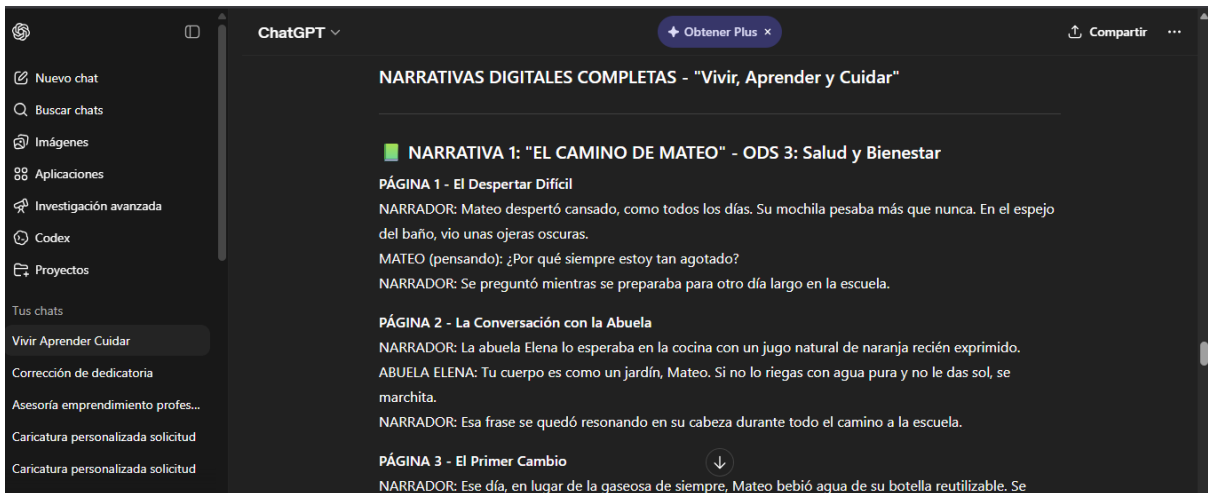 ChatGPT
Obtener Plus ×
Compartir
Nuevo chat
Buscar chats
Imágenes
Aplicaciones
Investigación avanzada
Codex
Proyectos
Tus chats
Vivir Aprender Cuidar
Corrección de dedicatoria
Asesoría emprendimiento profes...
Caricatura personalizada solicitud
Caricatura personalizada solicitud
NARRATIVAS DIGITALES COMPLETAS - "Vivir, Aprender y Cuidar"
NARRATIVA 1: "EL CAMINO DE MATEO" - ODS 3: Salud y Bienestar
PÁGINA 1 - El Despertar Difícil
NARRADOR: Mateo despertó cansado, como todos los días. Su mochila pesaba más que nunca. En el espejo
del baño, vio unas ojeras oscuras.
MATEO (pensando): ¿Por qué siempre estoy tan agotado?
NARRADOR: Se preguntó mientras se preparaba para otro día largo en la escuela.
PÁGINA 2 - La Conversación con la Abuela
NARRADOR: La abuela Elena lo esperaba en la cocina con un jugo natural de naranja recién exprimido.
ABUELA ELENA: Tu cuerpo es como un jardín, Mateo. Si no lo riegas con agua pura y no le das sol, se
marchita.
NARRADOR: Esa frase se quedó resonando en su cabeza durante todo el camino a la escuela.
PÁGINA 3 - El Primer Cambio
NARRADOR: Ese día, en lugar de la gaseosa de siempre, Mateo bebió agua de su botella reutilizable. Se